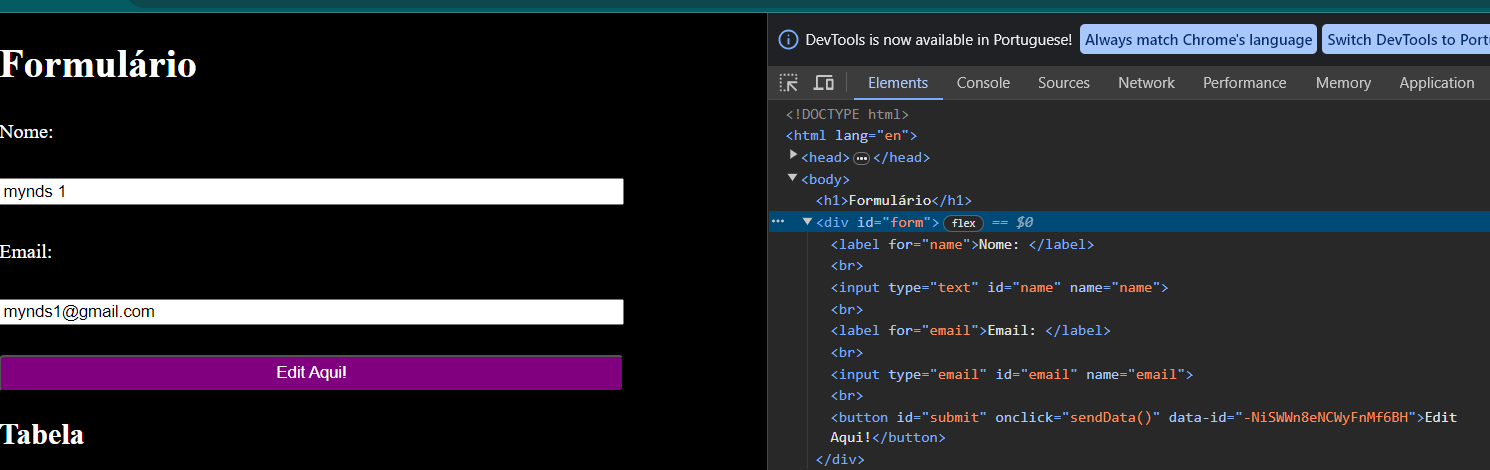 Formulário
Nome:
mynds 1
Email:
mynds1@gmail.com
Edit Aqui!
Tabela
DevTools is now available in Portuguese! Always match Chrome's language Switch DevTools to Port
Elements Console Sources Network Performance Memory Application
<!DOCTYPE html>
<html lang="en">
<head> ••• </head>
<body>
<h1>Formulário</h1>
••• <div id="form"> flex == $0
<label for="name">Nome: </label>
<br>
<input type="text" id="name" name="name">
<br>
<label for="email">Email: </label>
<br>
<input type="email" id="email" name="email">
<br>
<button id="submit" onclick="sendData()" data-id="-NiSWWn8eNCWyFnMf6BH">Edit
Aqui!</button>
</div>